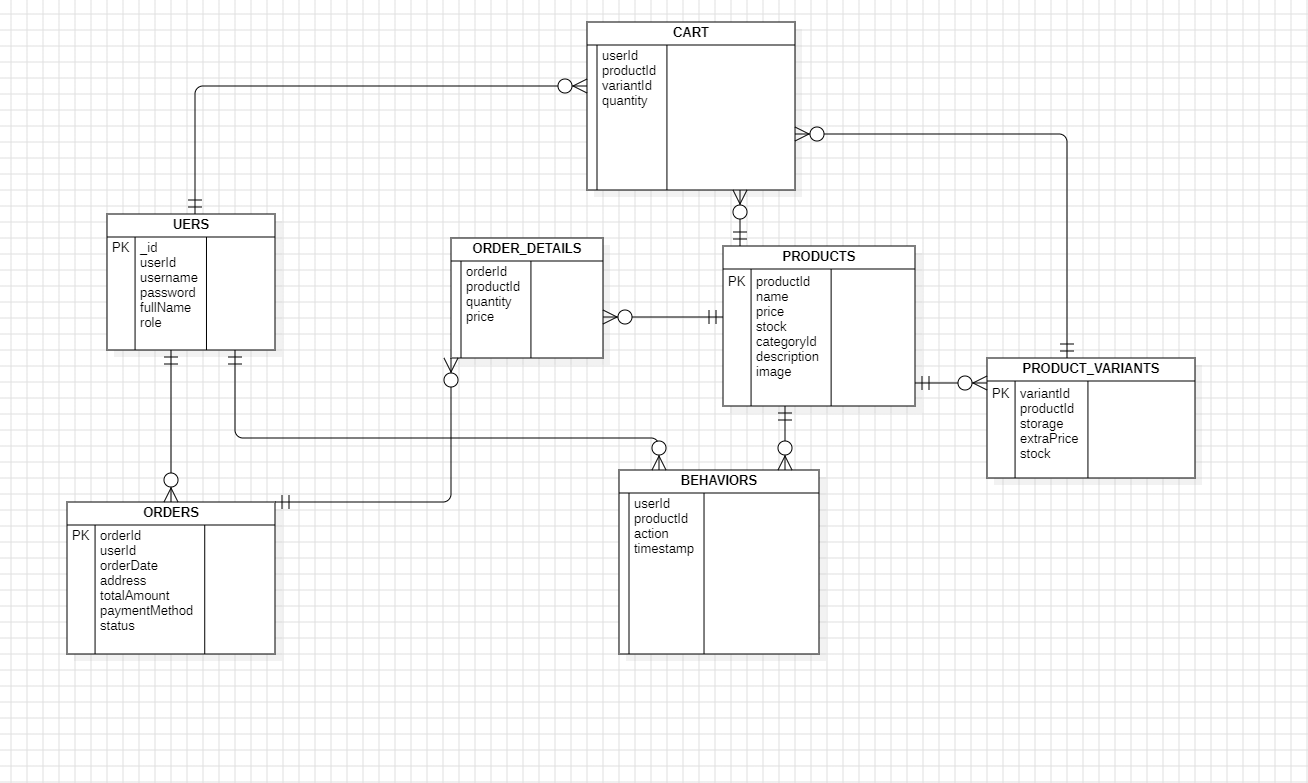 CART
userId
productId
variantId
quantity
UERS
PK _id
userId
username
password
fullName
role
ORDER_DETAILS
orderId
productId
quantity
price
PRODUCTS
PK productId
name
price
stock
categoryId
description
image
PRODUCT_VARIANTS
PK variantId
productId
storage
extraPrice
stock
BEHAVIORS
userId
productId
action
timestamp
ORDERS
PK orderId
userId
orderDate
address
totalAmount
paymentMethod
status